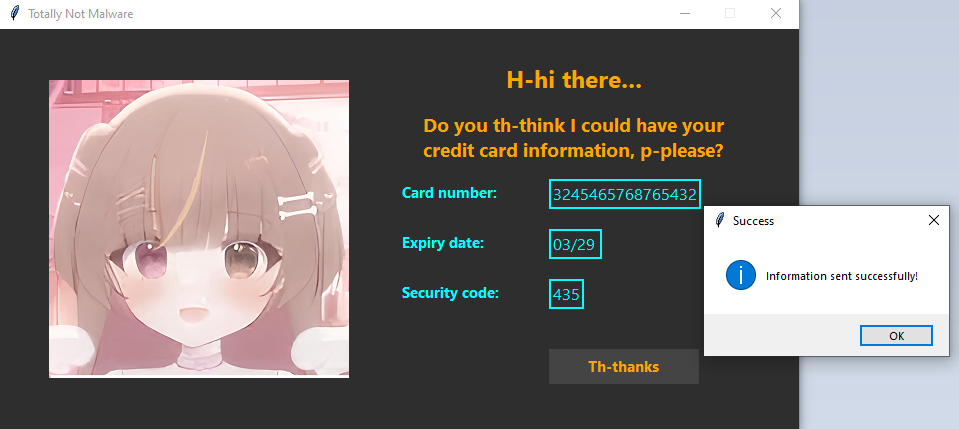 Totally Not Malware
H-hi there...
Do you th-think I could have your
credit card information, p-please?
Card number:
3245465768765432
Expiry date:
03/29
Security code:
435
Th-thanks
Success
Information sent successfully!
OK